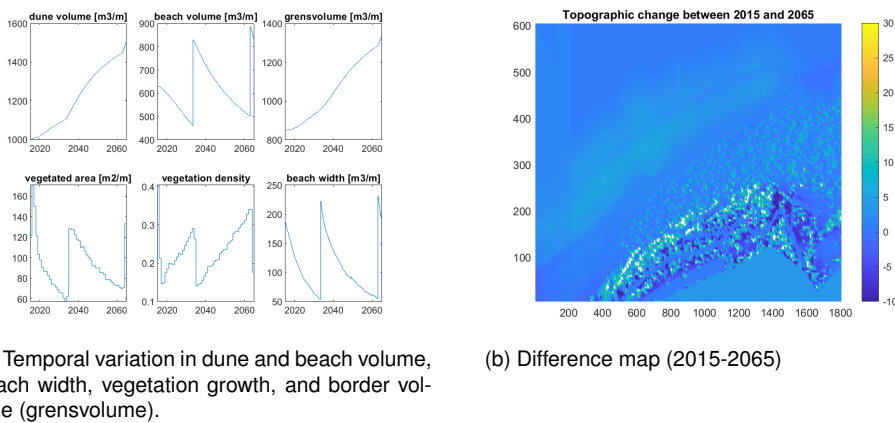 dune volume [m3/m]
1600
1400
1200
1000
2020 2040 2060
beach volume [m3/m]
900
800
700
600
500
400
2020 2040 2060
grensvolume [m3/m]
1400
1200
1000
800
2020 2040 2060
vegetated area [m2/m]
160
140
120
100
80
60
2020 2040 2060
vegetation density
0.4
0.3
0.2
0.1
2020 2040 2060
beach width [m3/m]
250
200
150
100
50
2020 2040 2060
Temporal variation in dune and beach volume,
ach width, vegetation growth, and border vol-
e (grensvolume).
Topographic change between 2015 and 2065
600
500
400
300
200
100
200 400 600 800 1000 1200 1400 1600 1800
30
25
20
15
10
5
0
-5
-10
(b) Difference map (2015-2065)